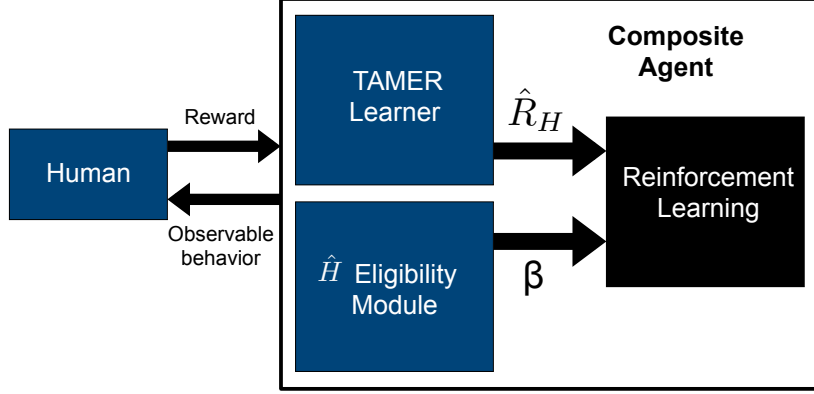 Composite
Agent
TAMER
Learner
Reward
R̂_H
Human
Reinforcement
Learning
Observable
behavior
Ĥ Eligibility
Module
β